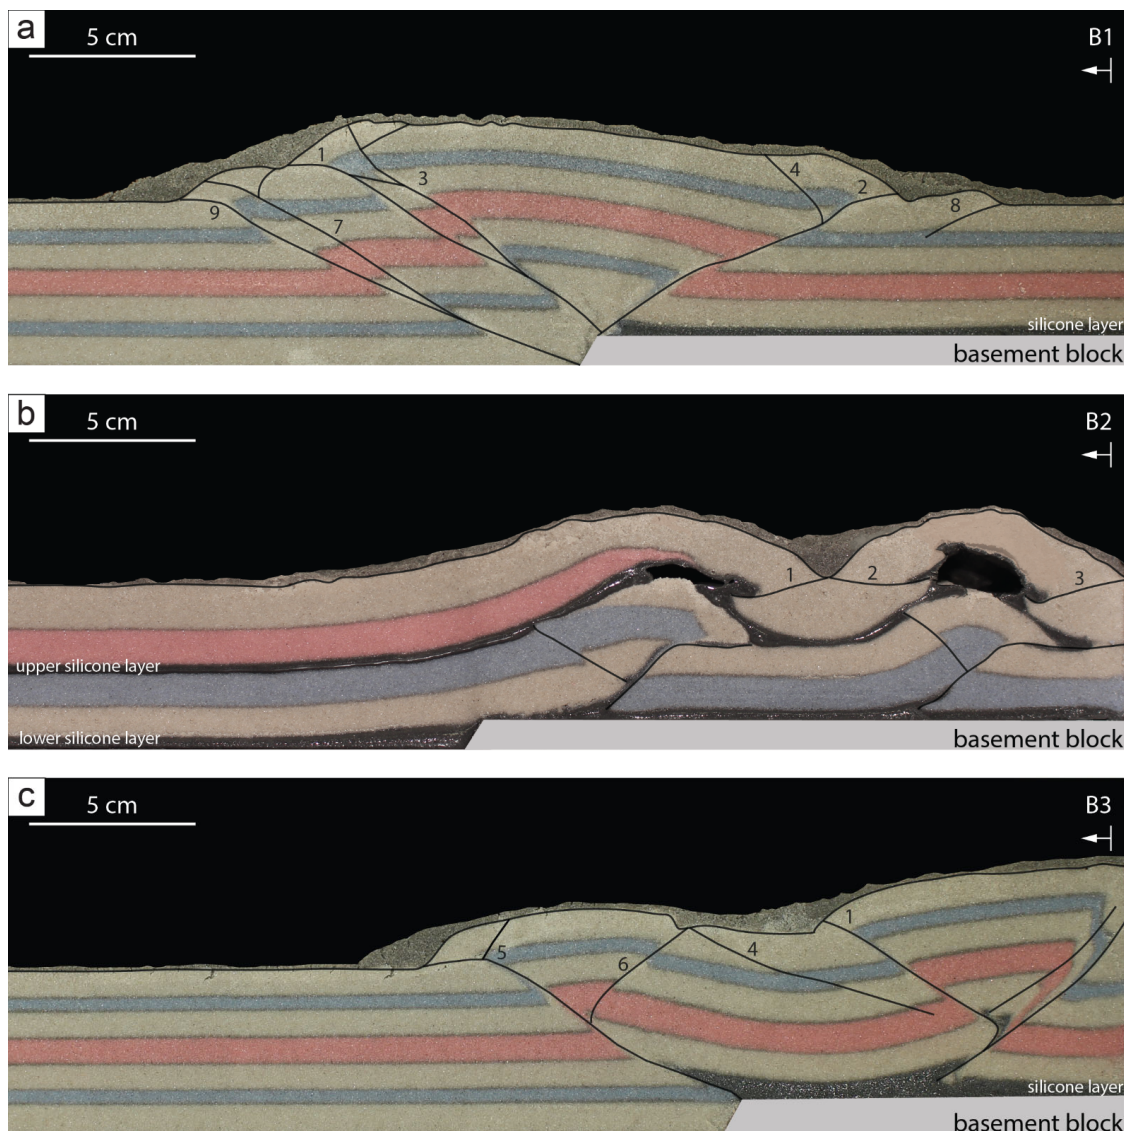 a
5 cm
B1
1
3
4
2
8
9
7
silicone layer
basement block
b
5 cm
B2
1
2
3
upper silicone layer
lower silicone layer
basement block
c
5 cm
B3
1
5
4
6
silicone layer
basement block